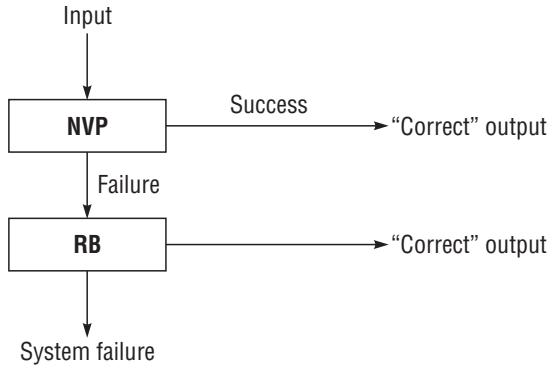 Input
Success
NVP
“Correct” output
Failure
RB
“Correct” output
System failure